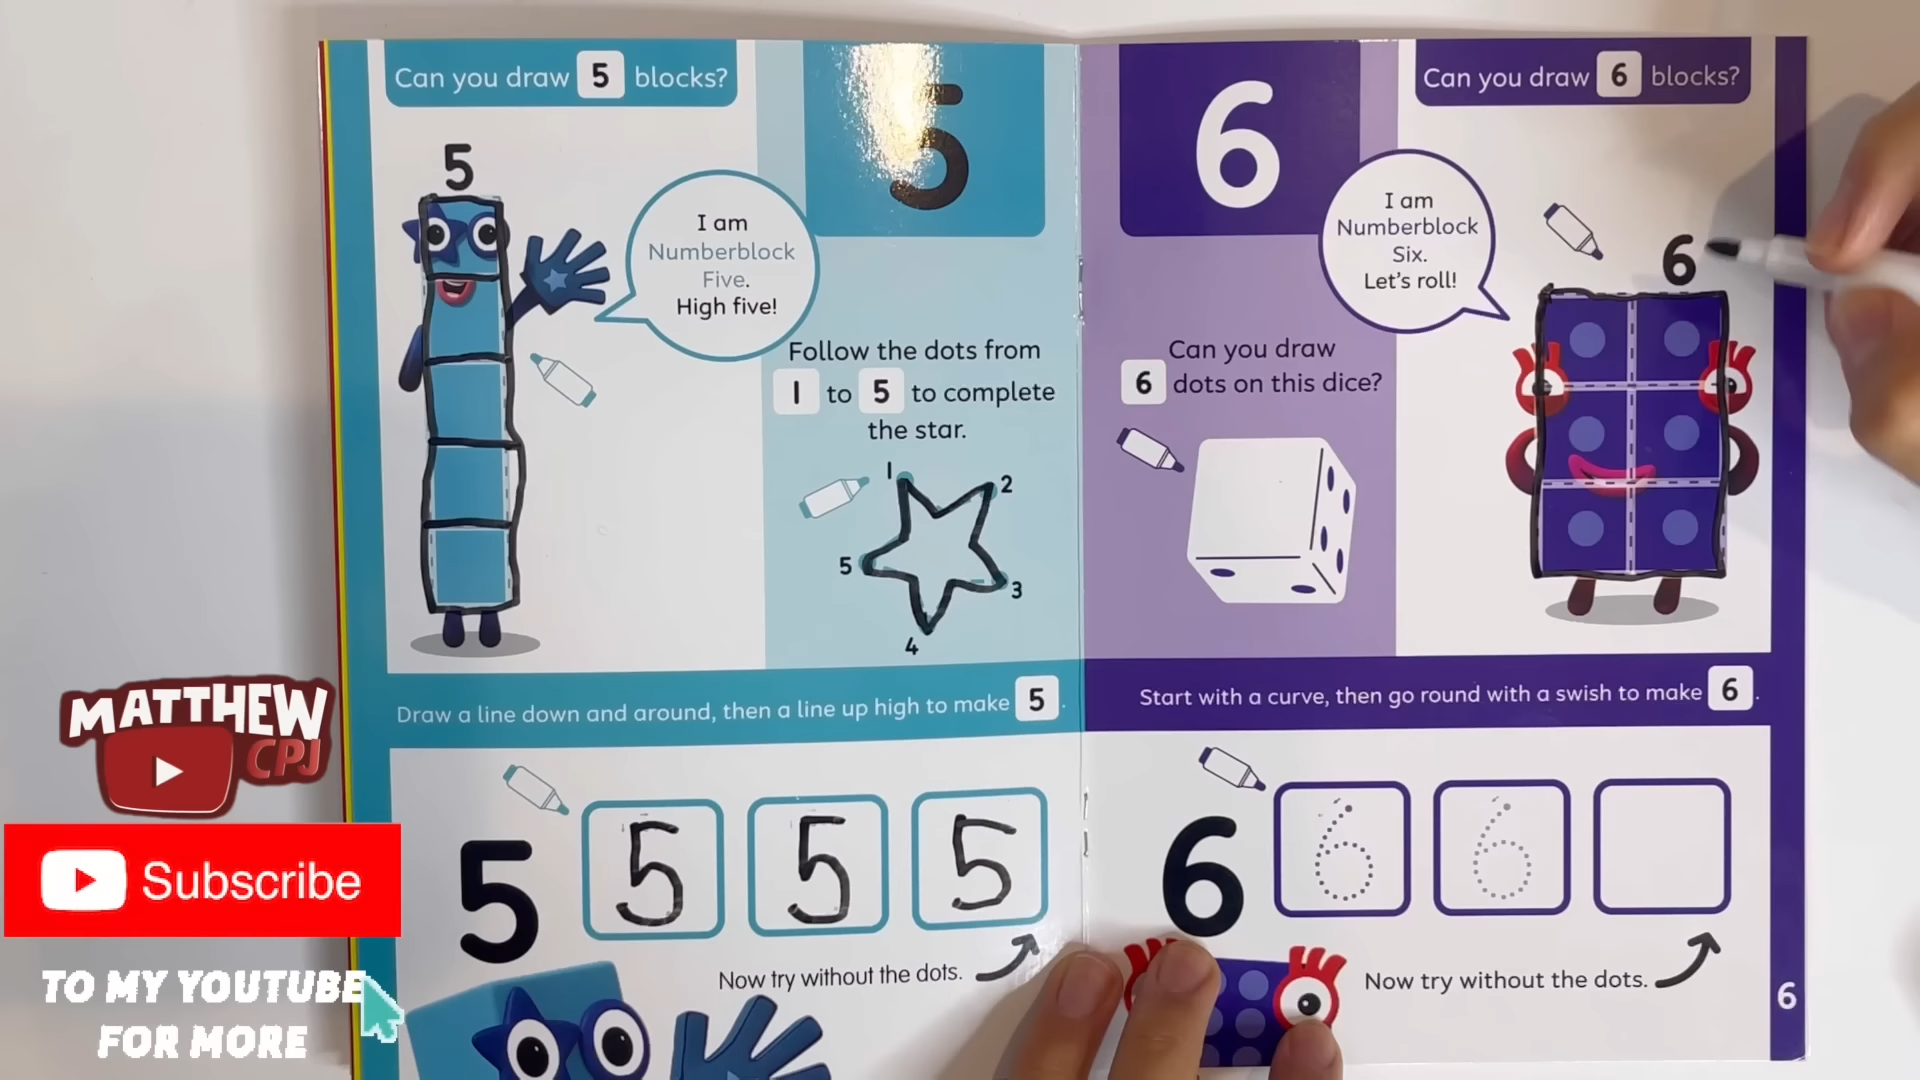 Can you draw 5 blocks?
5
5
I am
Numberblock
Five.
High five!
Follow the dots from
1 to 5 to complete
the star.
1
2
3
4
5
Draw a line down and around, then a line up high to make 5.
5
5
5
5
Now try without the dots.
6
Can you draw 6 blocks?
I am
Numberblock
Six.
Let's roll!
6
Can you draw
6 dots on this dice?
Start with a curve, then go round with a swish to make 6.
6
6
6
Now try without the dots.
6
MATTHEW
CPJ
Subscribe
TO MY YOUTUBE
FOR MORE